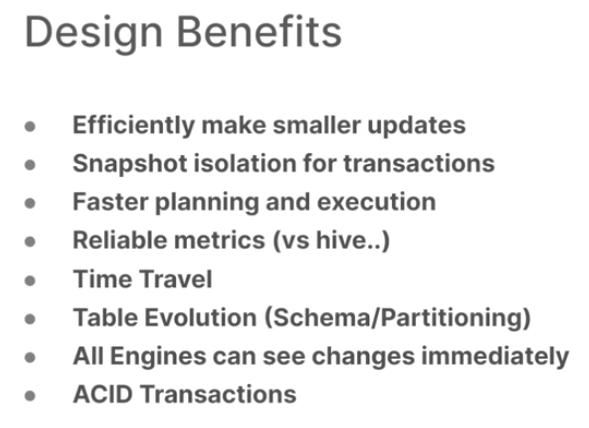 Design Benefits
● Efficiently make smaller updates
● Snapshot isolation for transactions
● Faster planning and execution
● Reliable metrics (vs hive..)
● Time Travel
● Table Evolution (Schema/Partitioning)
● All Engines can see changes immediately
● ACID Transactions